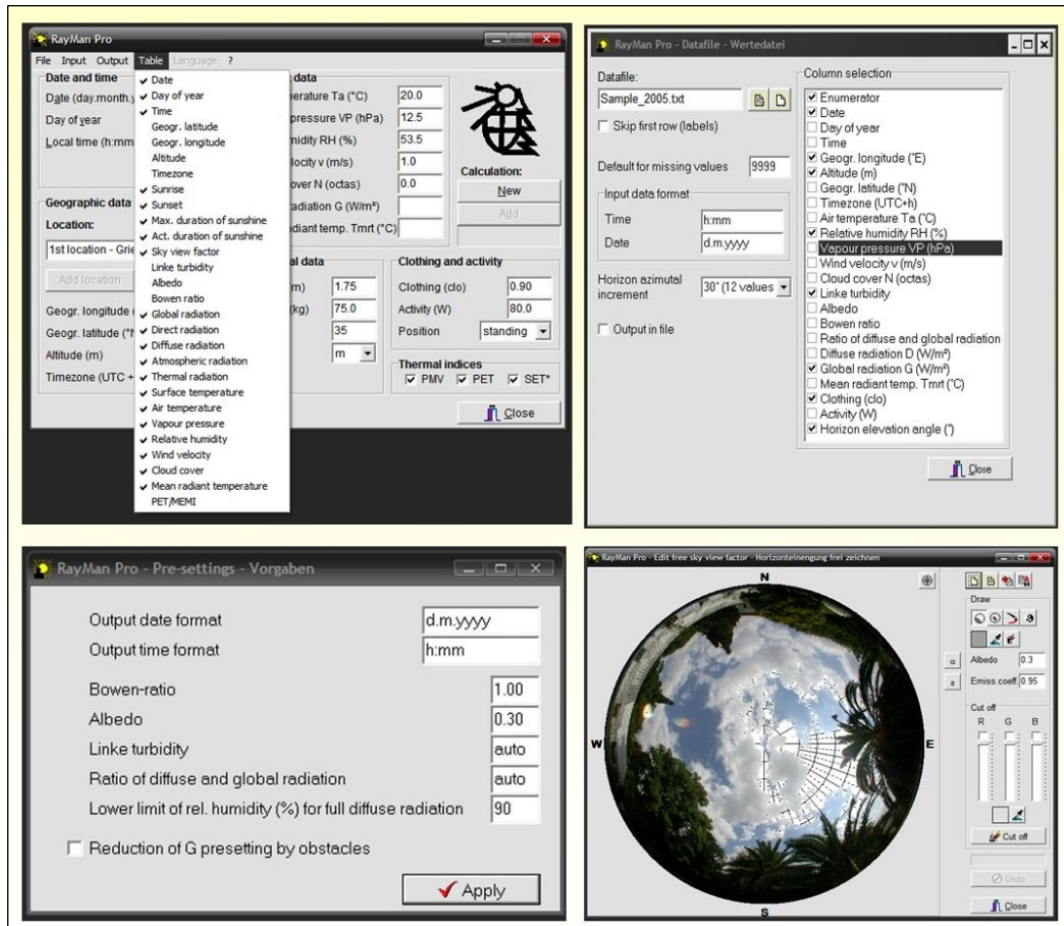 RayMan Pro
File Input Output Table Language ?
Date and time
Date (day.month.y
Day of year
Local time (h:mm
Geographic data
Location:
1st location - Grie
Add location
Geogr. longitude (
Geogr. latitude (°N
Altitude (m)
Timezone (UTC +
Date
Day of year
Time
Geogr. latitude
Geogr. longitude
Altitude
Timezone
Sunrise
Sunset
Max. duration of sunshine
Act. duration of sunshine
Sky view factor
Linke turbidity
Albedo
Bowen ratio
Global radiation
Direct radiation
Diffuse radiation
Atmospheric radiation
Thermal radiation
Surface temperature
Air temperature
Vapour pressure
Relative humidity
Wind velocity
Cloud cover
Mean radiant temperature
PET/MEMI
data
erature Ta (°C) 20.0
pressure VP (hPa) 12.5
midity RH (%) 53.5
locity v (m/s) 1.0
over N (octas) 0.0
adiation G (W/m²)
diant temp. Tmrt (°C)
Calculation:
New
Add
al data
m) 1.75
(kg) 75.0
35
m
Clothing and activity
Clothing (clo) 0.90
Activity (W) 80.0
Position standing
Thermal indices
PMV PET SET*
Close
RayMan Pro - Datafile - Wertedatei
Datafile:
Sample_2005.txt
Skip first row (labels)
Default for missing values 9999
Input data format
Time h:mm
Date d.m.yyyy
Horizon azimutal
increment 30° (12 values
Output in file
Column selection
Enumerator
Date
Day of year
Time
Geogr. longitude (°E)
Altitude (m)
Geogr. latitude (°N)
Timezone (UTC+h)
Air temperature Ta (°C)
Relative humidity RH (%)
Vapour pressure VP (hPa)
Wind velocity v (m/s)
Cloud cover N (octas)
Linke turbidity
Albedo
Bowen ratio
Ratio of diffuse and global radiation
Diffuse radiation D (W/m²)
Global radiation G (W/m²)
Mean radiant temp. Tmrt (°C)
Clothing (clo)
Activity (W)
Horizon elevation angle (°)
Close
RayMan Pro - Pre-settings - Vorgaben
Output date format d.m.yyyy
Output time format h:mm
Bowen-ratio 1.00
Albedo 0.30
Linke turbidity auto
Ratio of diffuse and global radiation auto
Lower limit of rel. humidity (%) for full diffuse radiation 90
Reduction of G presetting by obstacles
Apply
RayMan Pro - Edit free sky view factor - Horizonteinengung frei zeichnen
N
W
E
S
Draw
α Albedo 0.3
ε Emiss.coeff. 0.95
Cut off
R G B
Cut off
Undo
Close